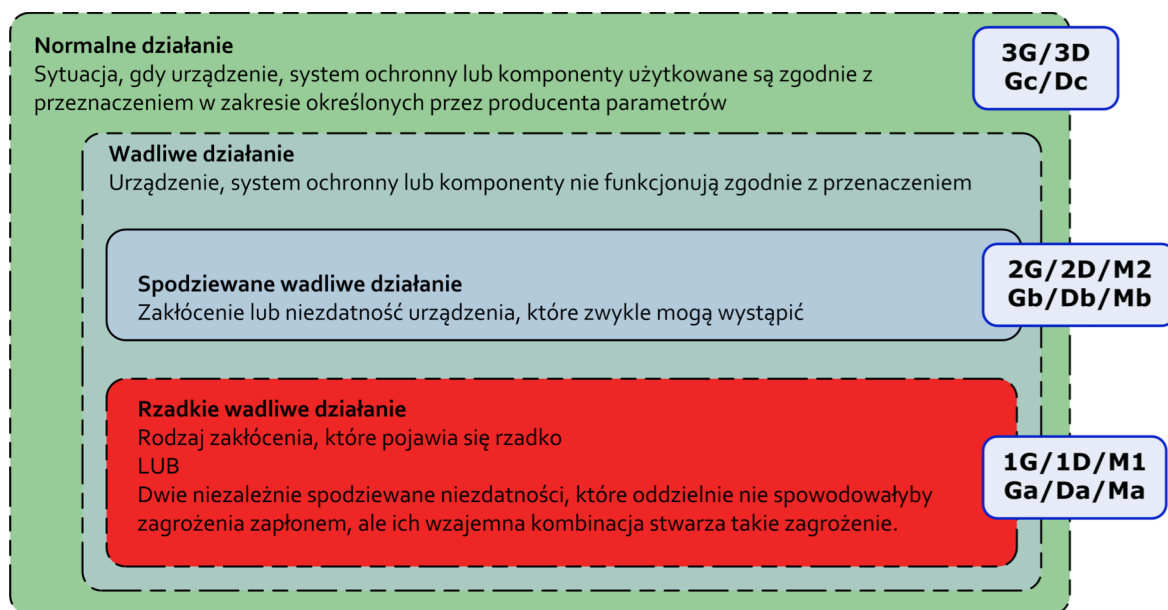 Normalne działanie
Sytuacja, gdy urządzenie, system ochronny lub komponenty użytkowane są zgodnie z
przeznaczeniem w zakresie określonych przez producenta parametrów
3G/3D
Gc/Dc
Wadliwe działanie
Urządzenie, system ochronny lub komponenty nie funkcjonują zgodnie z przenaczeniem
Spodziewane wadliwe działanie
Zakłócenie lub niezdatność urządzenia, które zwykle mogą wystąpić
2G/2D/M2
Gb/Db/Mb
Rzadkie wadliwe działanie
Rodzaj zakłócenia, które pojawia się rzadko
LUB
Dwie niezależnie spodziewane niezdatności, które oddzielnie nie spowodowałyby
zagrożenia zapłonem, ale ich wzajemna kombinacja stwarza takie zagrożenie.
1G/1D/M1
Ga/Da/Ma